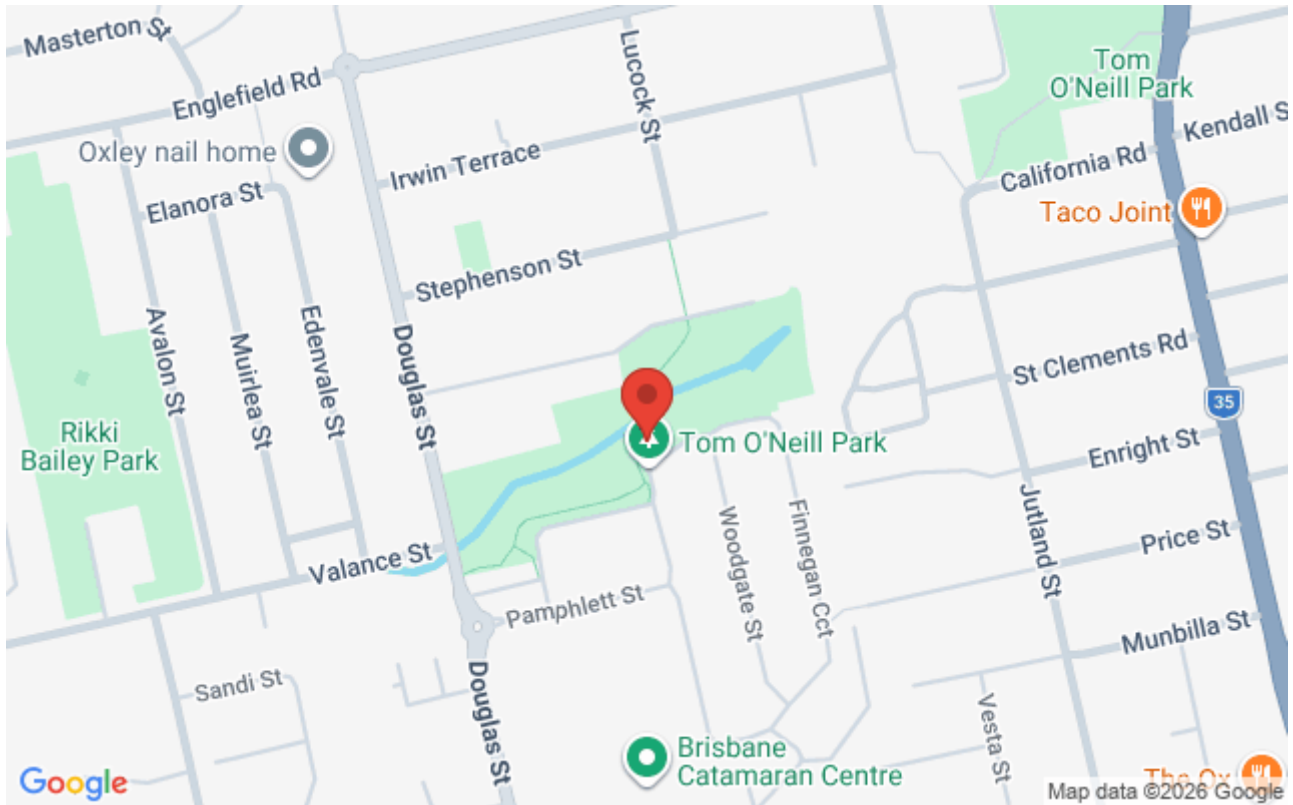 Masterton St
Englefield Rd
Lucock St
Tom
O'Neill Park
Kendall S
Oxley nail home
Irwin Terrace
California Rd
Elanora St
Taco Joint
Stephenson St
Avalon St
Muirlea St
Edenvale St
Douglas St
St Clements Rd
35
Rikki
Bailey Park
Tom O'Neill Park
Enright St
Woodgate St
Finnegan Cct
Jutland St
Valance St
Price St
Pamphlett St
Munbilla St
Sandi St
Douglas St
Vesta St
Brisbane
Catamaran Centre
The Ox
Google
Map data ©2026 Google